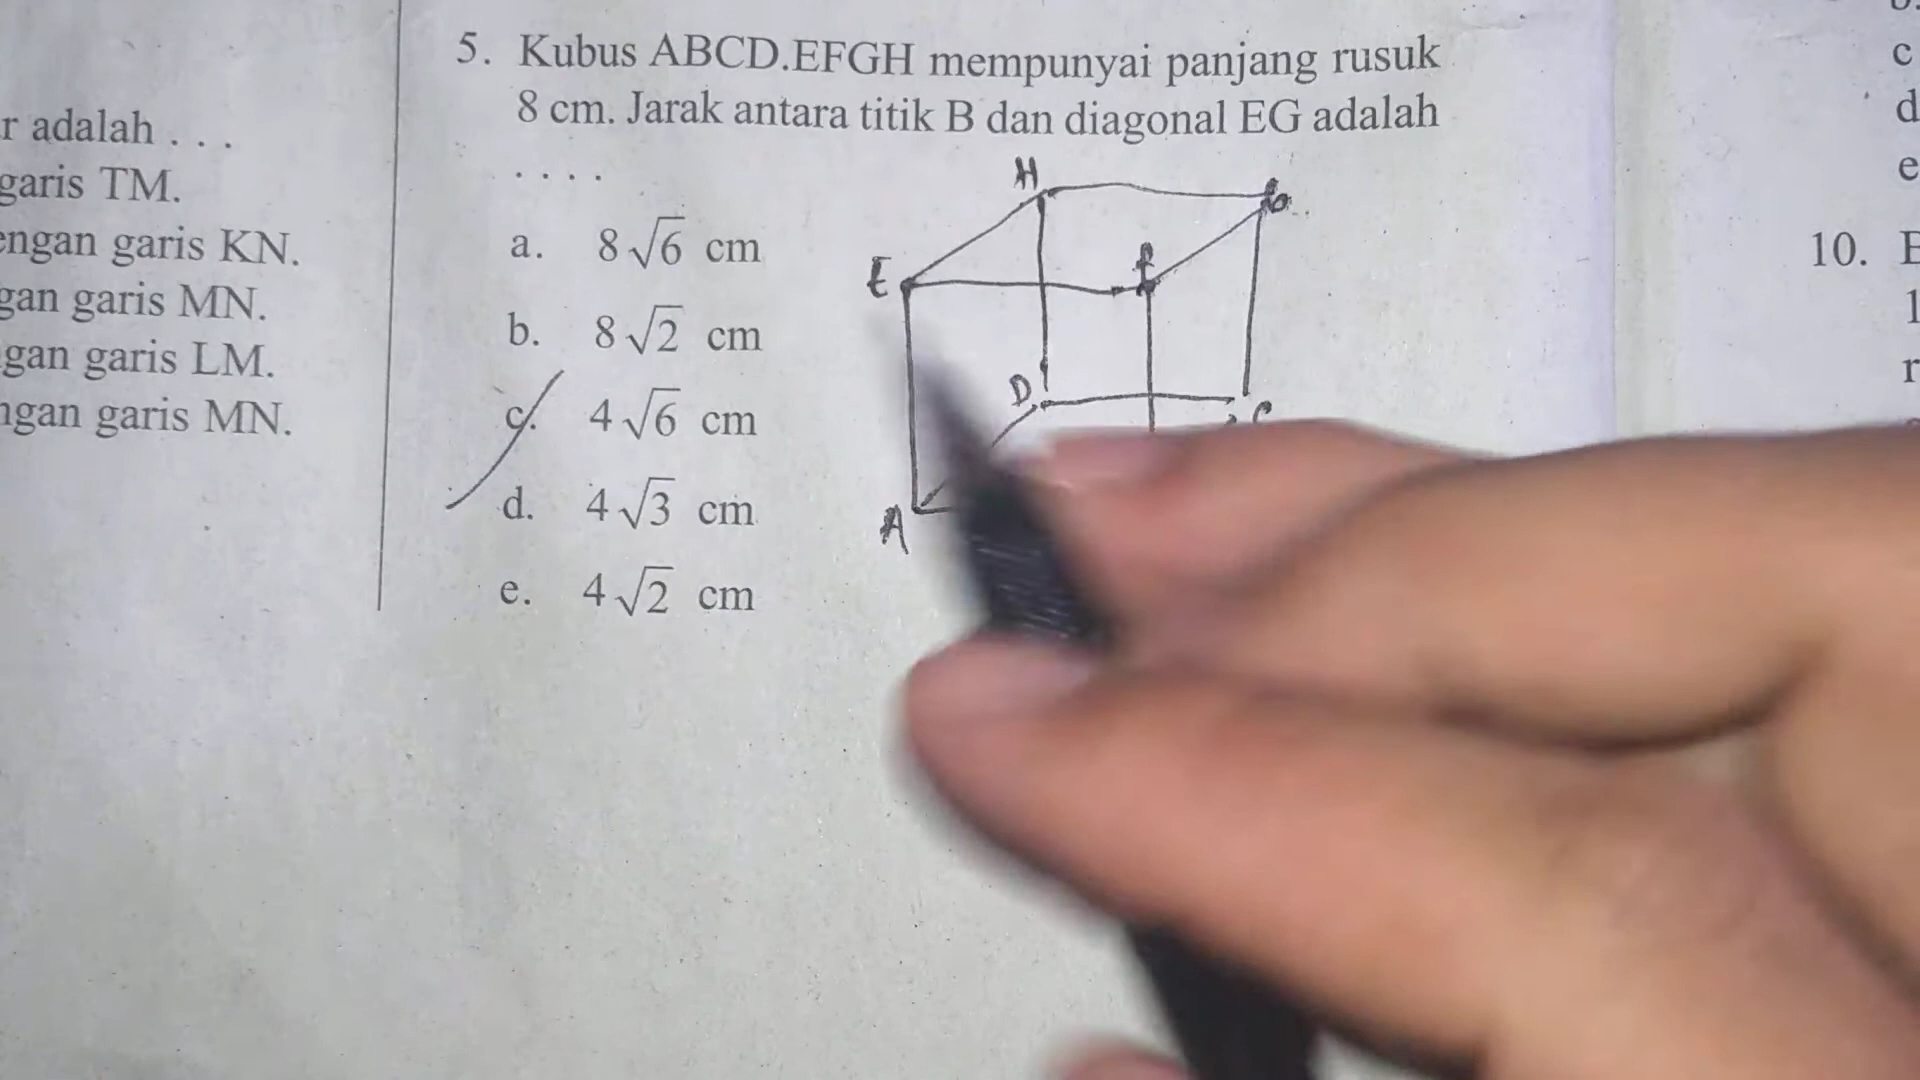 r adalah . . .
garis TM.
engan garis KN.
gan garis MN.
gan garis LM.
ngan garis MN.
5. Kubus ABCD.EFGH mempunyai panjang rusuk
8 cm. Jarak antara titik B dan diagonal EG adalah
. . . .
a. 8√6 cm
b. 8√2 cm
c. 4√6 cm
d. 4√3 cm
e. 4√2 cm
H
E
f
D
C
A
c
d
e
10.